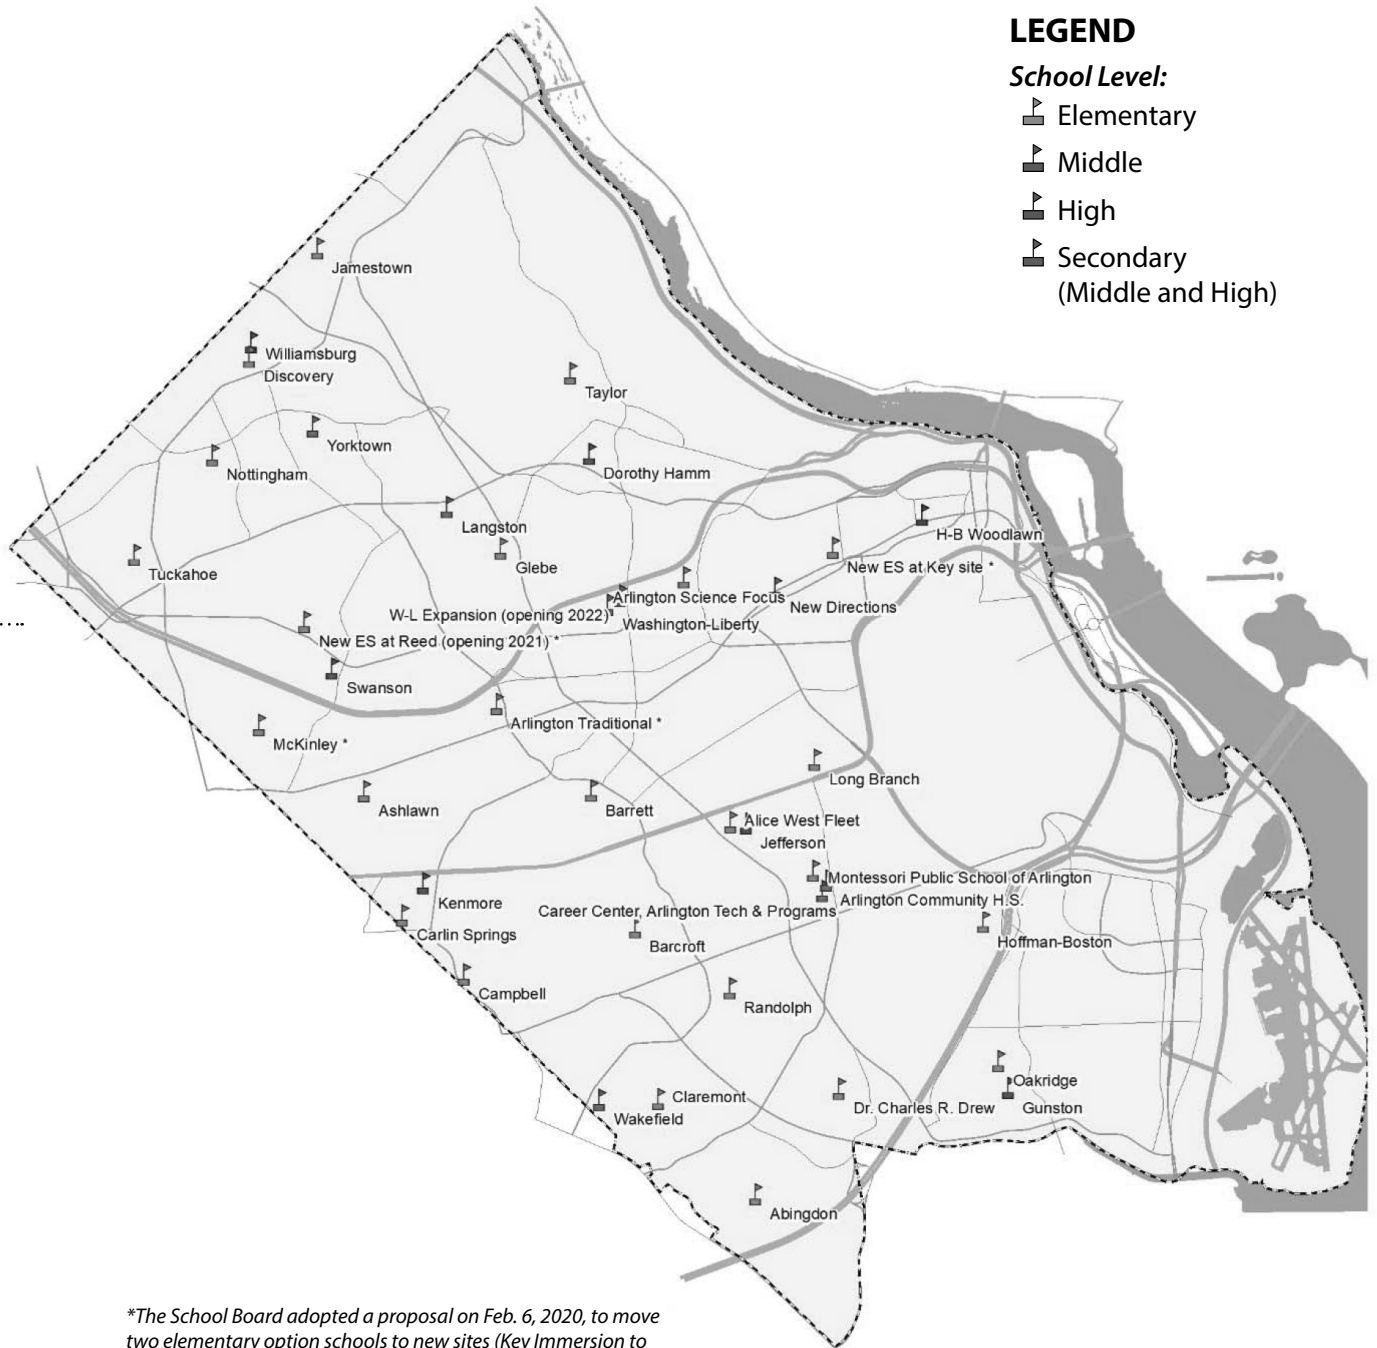 LEGEND
School Level:
Elementary
Middle
High
Secondary
(Middle and High)
Jamestown
Williamsburg
Discovery
Taylor
Yorktown
Nottingham
Dorothy Hamm
Langston
H-B Woodlawn
Glebe
New ES at Key site *
Tuckahoe
Arlington Science Focus
New Directions
W-L Expansion (opening 2022)
Washington-Liberty
....
New ES at Reed (opening 2021) *
Swanson
Arlington Traditional *
McKinley *
Long Branch
Ashlawn
Barrett
Alice West Fleet
Jefferson
Montessori Public School of Arlington
Kenmore
Arlington Community H.S.
Career Center, Arlington Tech & Programs
Carlin Springs
Barcroft
Hoffman-Boston
Campbell
Randolph
Oakridge
Claremont
Dr. Charles R. Drew
Gunston
Wakefield
Abingdon
*The School Board adopted a proposal on Feb. 6, 2020, to move
two elementary option schools to new sites (Key Immersion to